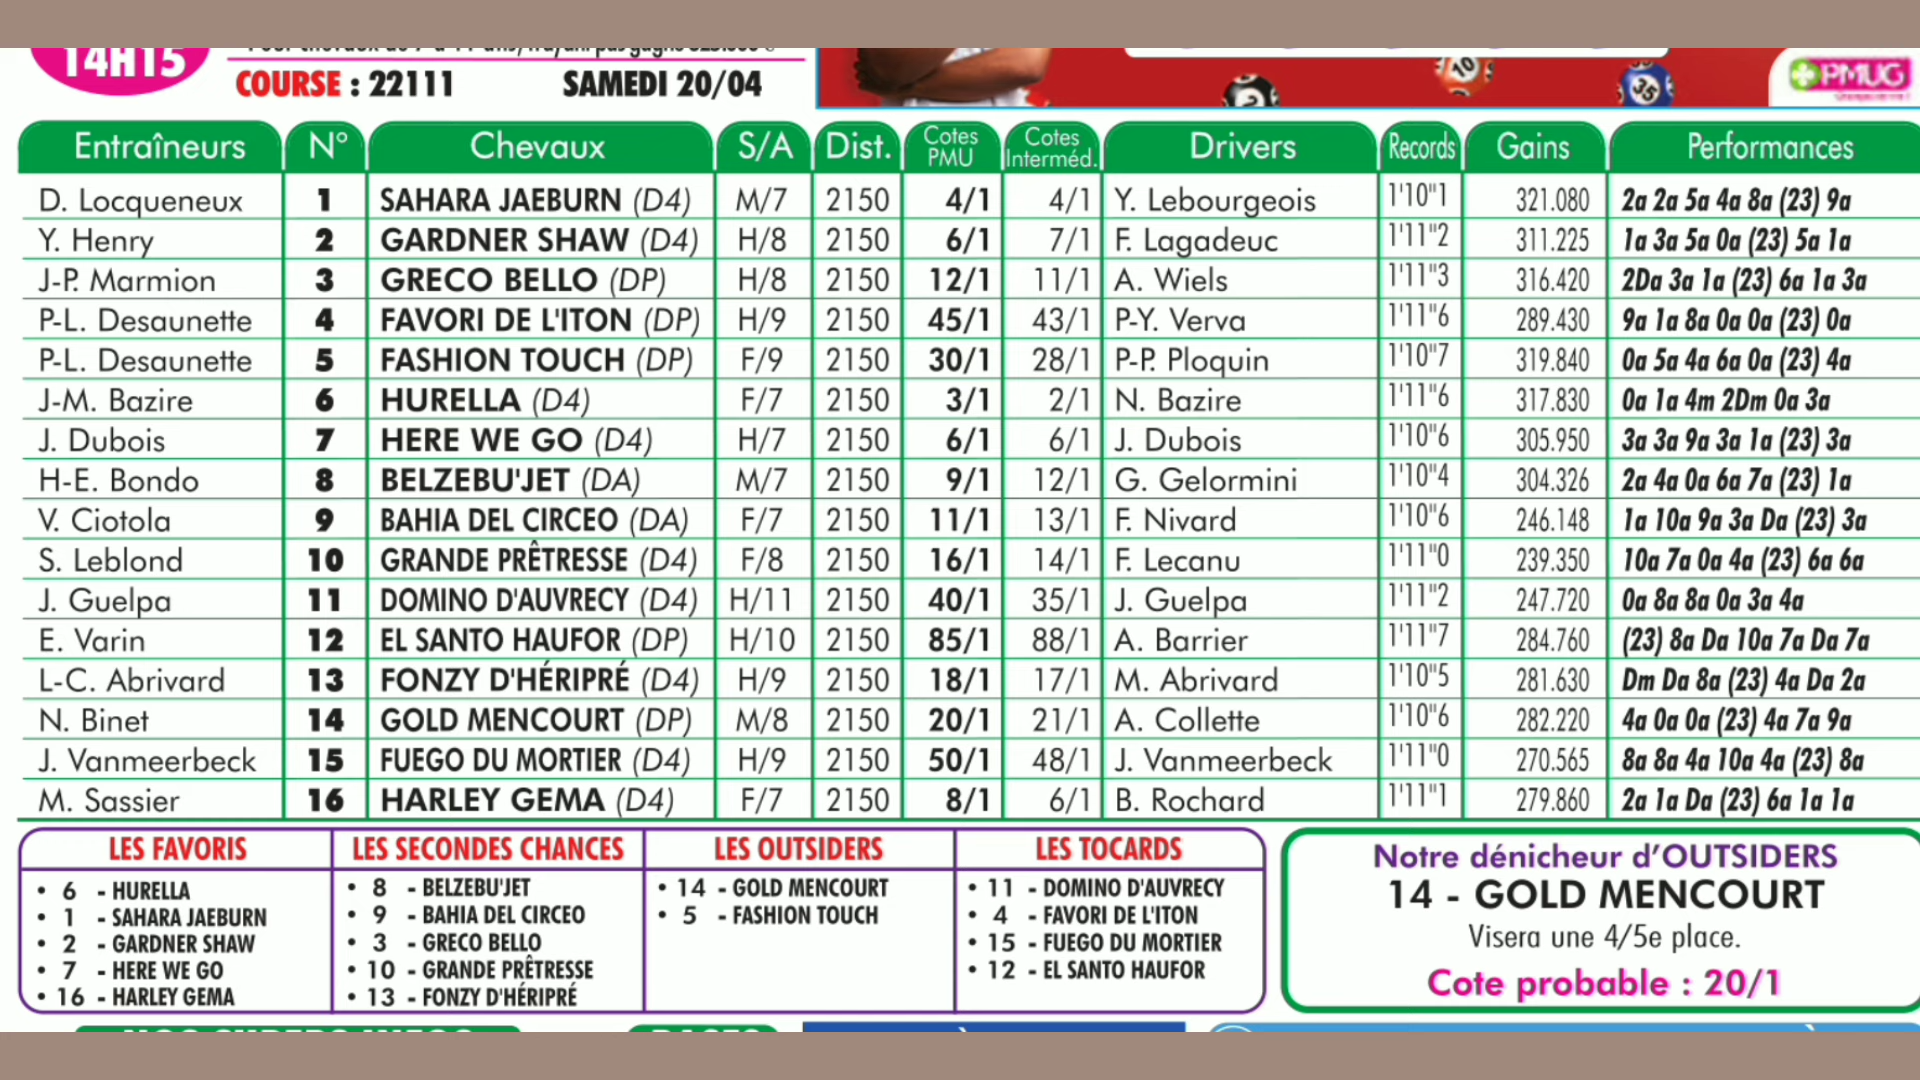 14H15
COURSE : 22111 SAMEDI 20/04
10
2
35
PMUG
Entraîneurs N° Chevaux S/A Dist. Cotes PMU Cotes Interméd. Drivers Records Gains Performances
D. Locqueneux 1 SAHARA JAEBURN (D4) M/7 2150 4/1 4/1 Y. Lebourgeois 1'10"1 321.080 2a 2a 5a 4a 8a (23) 9a
Y. Henry 2 GARDNER SHAW (D4) H/8 2150 6/1 7/1 F. Lagadeuc 1'11"2 311.225 1a 3a 5a 0a (23) 5a 1a
J-P. Marmion 3 GRECO BELLO (DP) H/8 2150 12/1 11/1 A. Wiels 1'11"3 316.420 2Da 3a 1a (23) 6a 1a 3a
P-L. Desaunette 4 FAVORI DE L'ITON (DP) H/9 2150 45/1 43/1 P-Y. Verva 1'11"6 289.430 9a 1a 8a 0a 0a (23) 0a
P-L. Desaunette 5 FASHION TOUCH (DP) F/9 2150 30/1 28/1 P-P. Ploquin 1'10"7 319.840 0a 5a 4a 6a 0a (23) 4a
J-M. Bazire 6 HURELLA (D4) F/7 2150 3/1 2/1 N. Bazire 1'11"6 317.830 0a 1a 4m 2Dm 0a 3a
J. Dubois 7 HERE WE GO (D4) H/7 2150 6/1 6/1 J. Dubois 1'10"6 305.950 3a 3a 9a 3a 1a (23) 3a
H-E. Bondo 8 BELZEBU'JET (DA) M/7 2150 9/1 12/1 G. Gelormini 1'10"4 304.326 2a 4a 0a 6a 7a (23) 1a
V. Ciotola 9 BAHIA DEL CIRCEO (DA) F/7 2150 11/1 13/1 F. Nivard 1'10"6 246.148 1a 10a 9a 3a Da (23) 3a
S. Leblond 10 GRANDE PRÊTRESSE (D4) F/8 2150 16/1 14/1 F. Lecanu 1'11"0 239.350 10a 7a 0a 4a (23) 6a 6a
J. Guelpa 11 DOMINO D'AUVRECY (D4) H/11 2150 40/1 35/1 J. Guelpa 1'11"2 247.720 0a 8a 8a 0a 3a 4a
E. Varin 12 EL SANTO HAUFOR (DP) H/10 2150 85/1 88/1 A. Barrier 1'11"7 284.760 (23) 8a Da 10a 7a Da 7a
L-C. Abrivard 13 FONZY D'HÉRIPRÉ (D4) H/9 2150 18/1 17/1 M. Abrivard 1'10"5 281.630 Dm Da 8a (23) 4a Da 2a
N. Binet 14 GOLD MENCOURT (DP) M/8 2150 20/1 21/1 A. Collette 1'10"6 282.220 4a 0a 0a (23) 4a 7a 9a
J. Vanmeerbeck 15 FUEGO DU MORTIER (D4) H/9 2150 50/1 48/1 J. Vanmeerbeck 1'11"0 270.565 8a 8a 4a 10a 4a (23) 8a
M. Sassier 16 HARLEY GEMA (D4) F/7 2150 8/1 6/1 B. Rochard 1'11"1 279.860 2a 1a Da (23) 6a 1a 1a
LES FAVORIS
• 6 - HURELLA
• 1 - SAHARA JAEBURN
• 2 - GARDNER SHAW
• 7 - HERE WE GO
• 16 - HARLEY GEMA
LES SECONDES CHANCES
• 8 - BELZEBU'JET
• 9 - BAHIA DEL CIRCEO
• 3 - GRECO BELLO
• 10 - GRANDE PRÊTRESSE
• 13 - FONZY D'HÉRIPRÉ
LES OUTSIDERS
• 14 - GOLD MENCOURT
• 5 - FASHION TOUCH
LES TOCARDS
• 11 - DOMINO D'AUVRECY
• 4 - FAVORI DE L'ITON
• 15 - FUEGO DU MORTIER
• 12 - EL SANTO HAUFOR
Notre dénicheur d'OUTSIDERS
14 - GOLD MENCOURT
Visera une 4/5e place.
Cote probable : 20/1